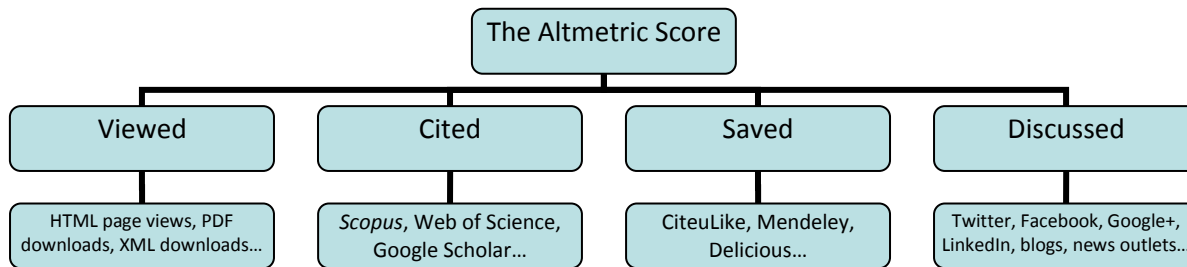 The Altmetric Score
Viewed
Cited
Saved
Discussed
HTML page views, PDF
downloads, XML downloads...
Scopus, Web of Science,
Google Scholar...
CiteuLike, Mendeley,
Delicious...
Twitter, Facebook, Google+,
LinkedIn, blogs, news outlets...